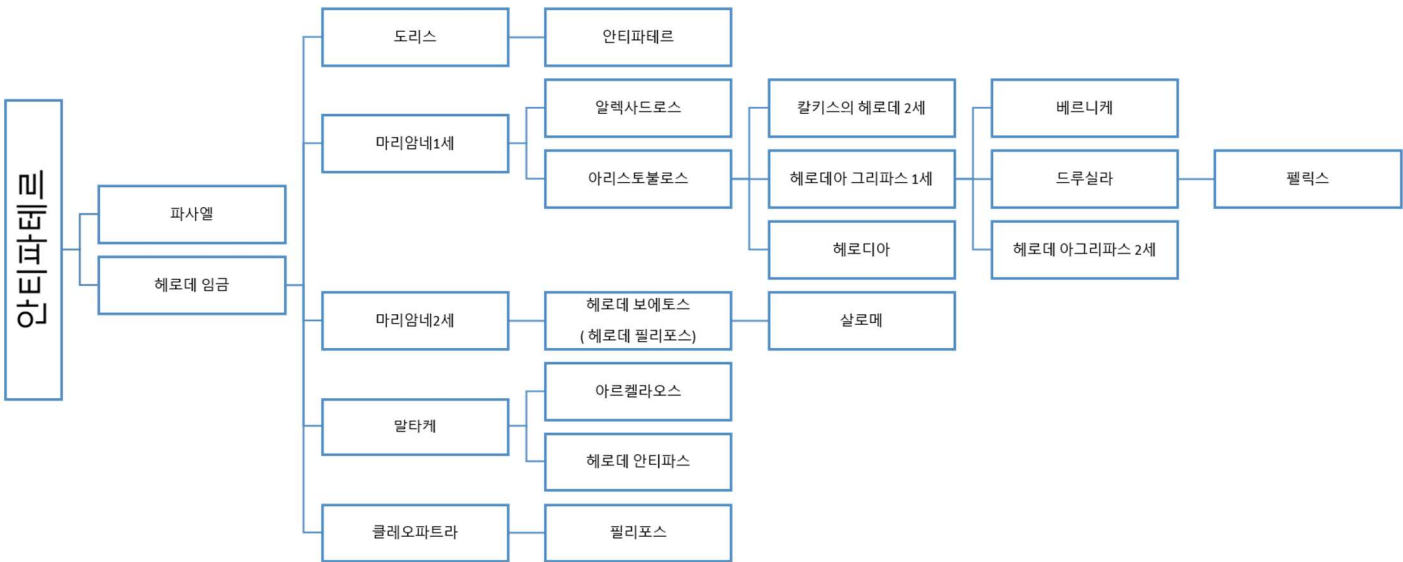 안티파테르
파사엘
헤로데 임금
도리스
안티파테르
마리암네1세
알렉사드로스
아리스토불로스
칼키스의 헤로데 2세
헤로데아 그리파스 1세
헤로디아
베르니케
드루실라
헤로데 아그리파스 2세
펠릭스
마리암네2세
헤로데 보에토스
( 헤로데 필리포스)
살로메
말타케
아르켈라오스
헤로데 안티파스
클레오파트라
필리포스